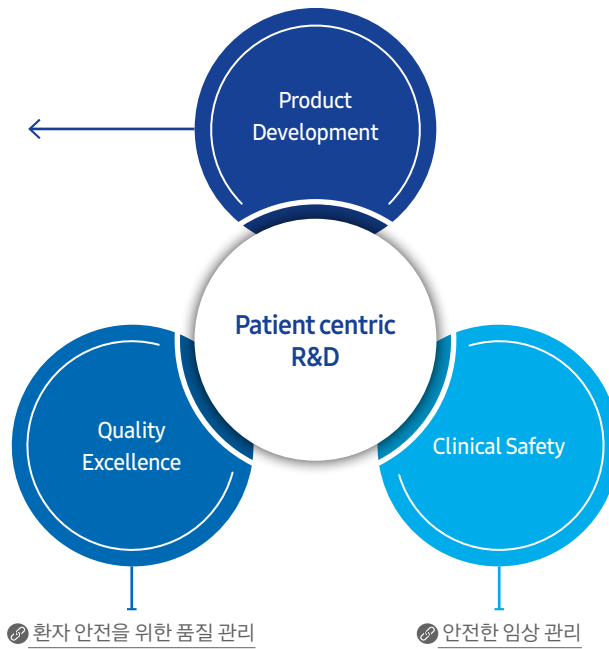 Product
Development
Patient centric
R&D
Quality
Excellence
Clinical Safety
환자 안전을 위한 품질 관리
안전한 임상 관리